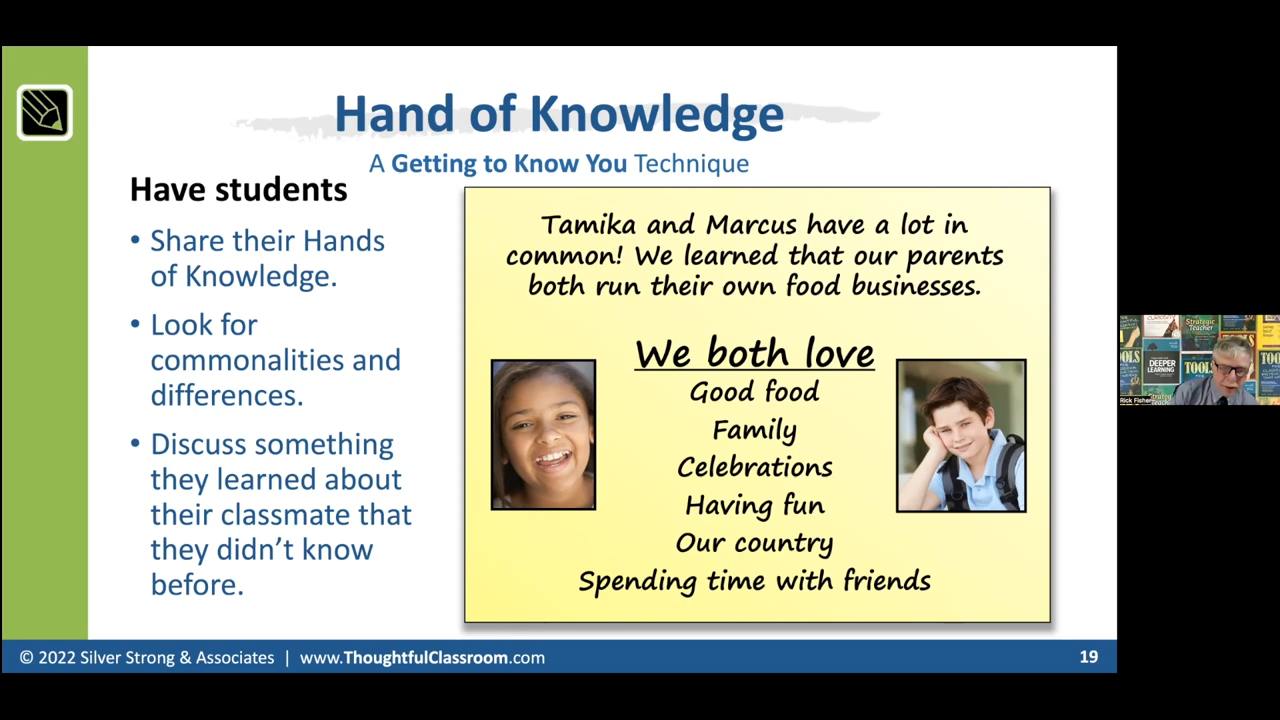 Hand of Knowledge
A Getting to Know You Technique
Have students
• Share their Hands
of Knowledge.
• Look for
commonalities and
differences.
• Discuss something
they learned about
their classmate that
they didn't know
before.
Tamika and Marcus have a lot in
common! We learned that our parents
both run their own food businesses.
We both love
Good food
Family
Celebrations
Having fun
Our country
Spending time with friends
© 2022 Silver Strong & Associates | www.ThoughtfulClassroom.com
19
Strategic
Teacher
TOOLS
DEEPER
LEARNING
TOOLS
Rick Fisher